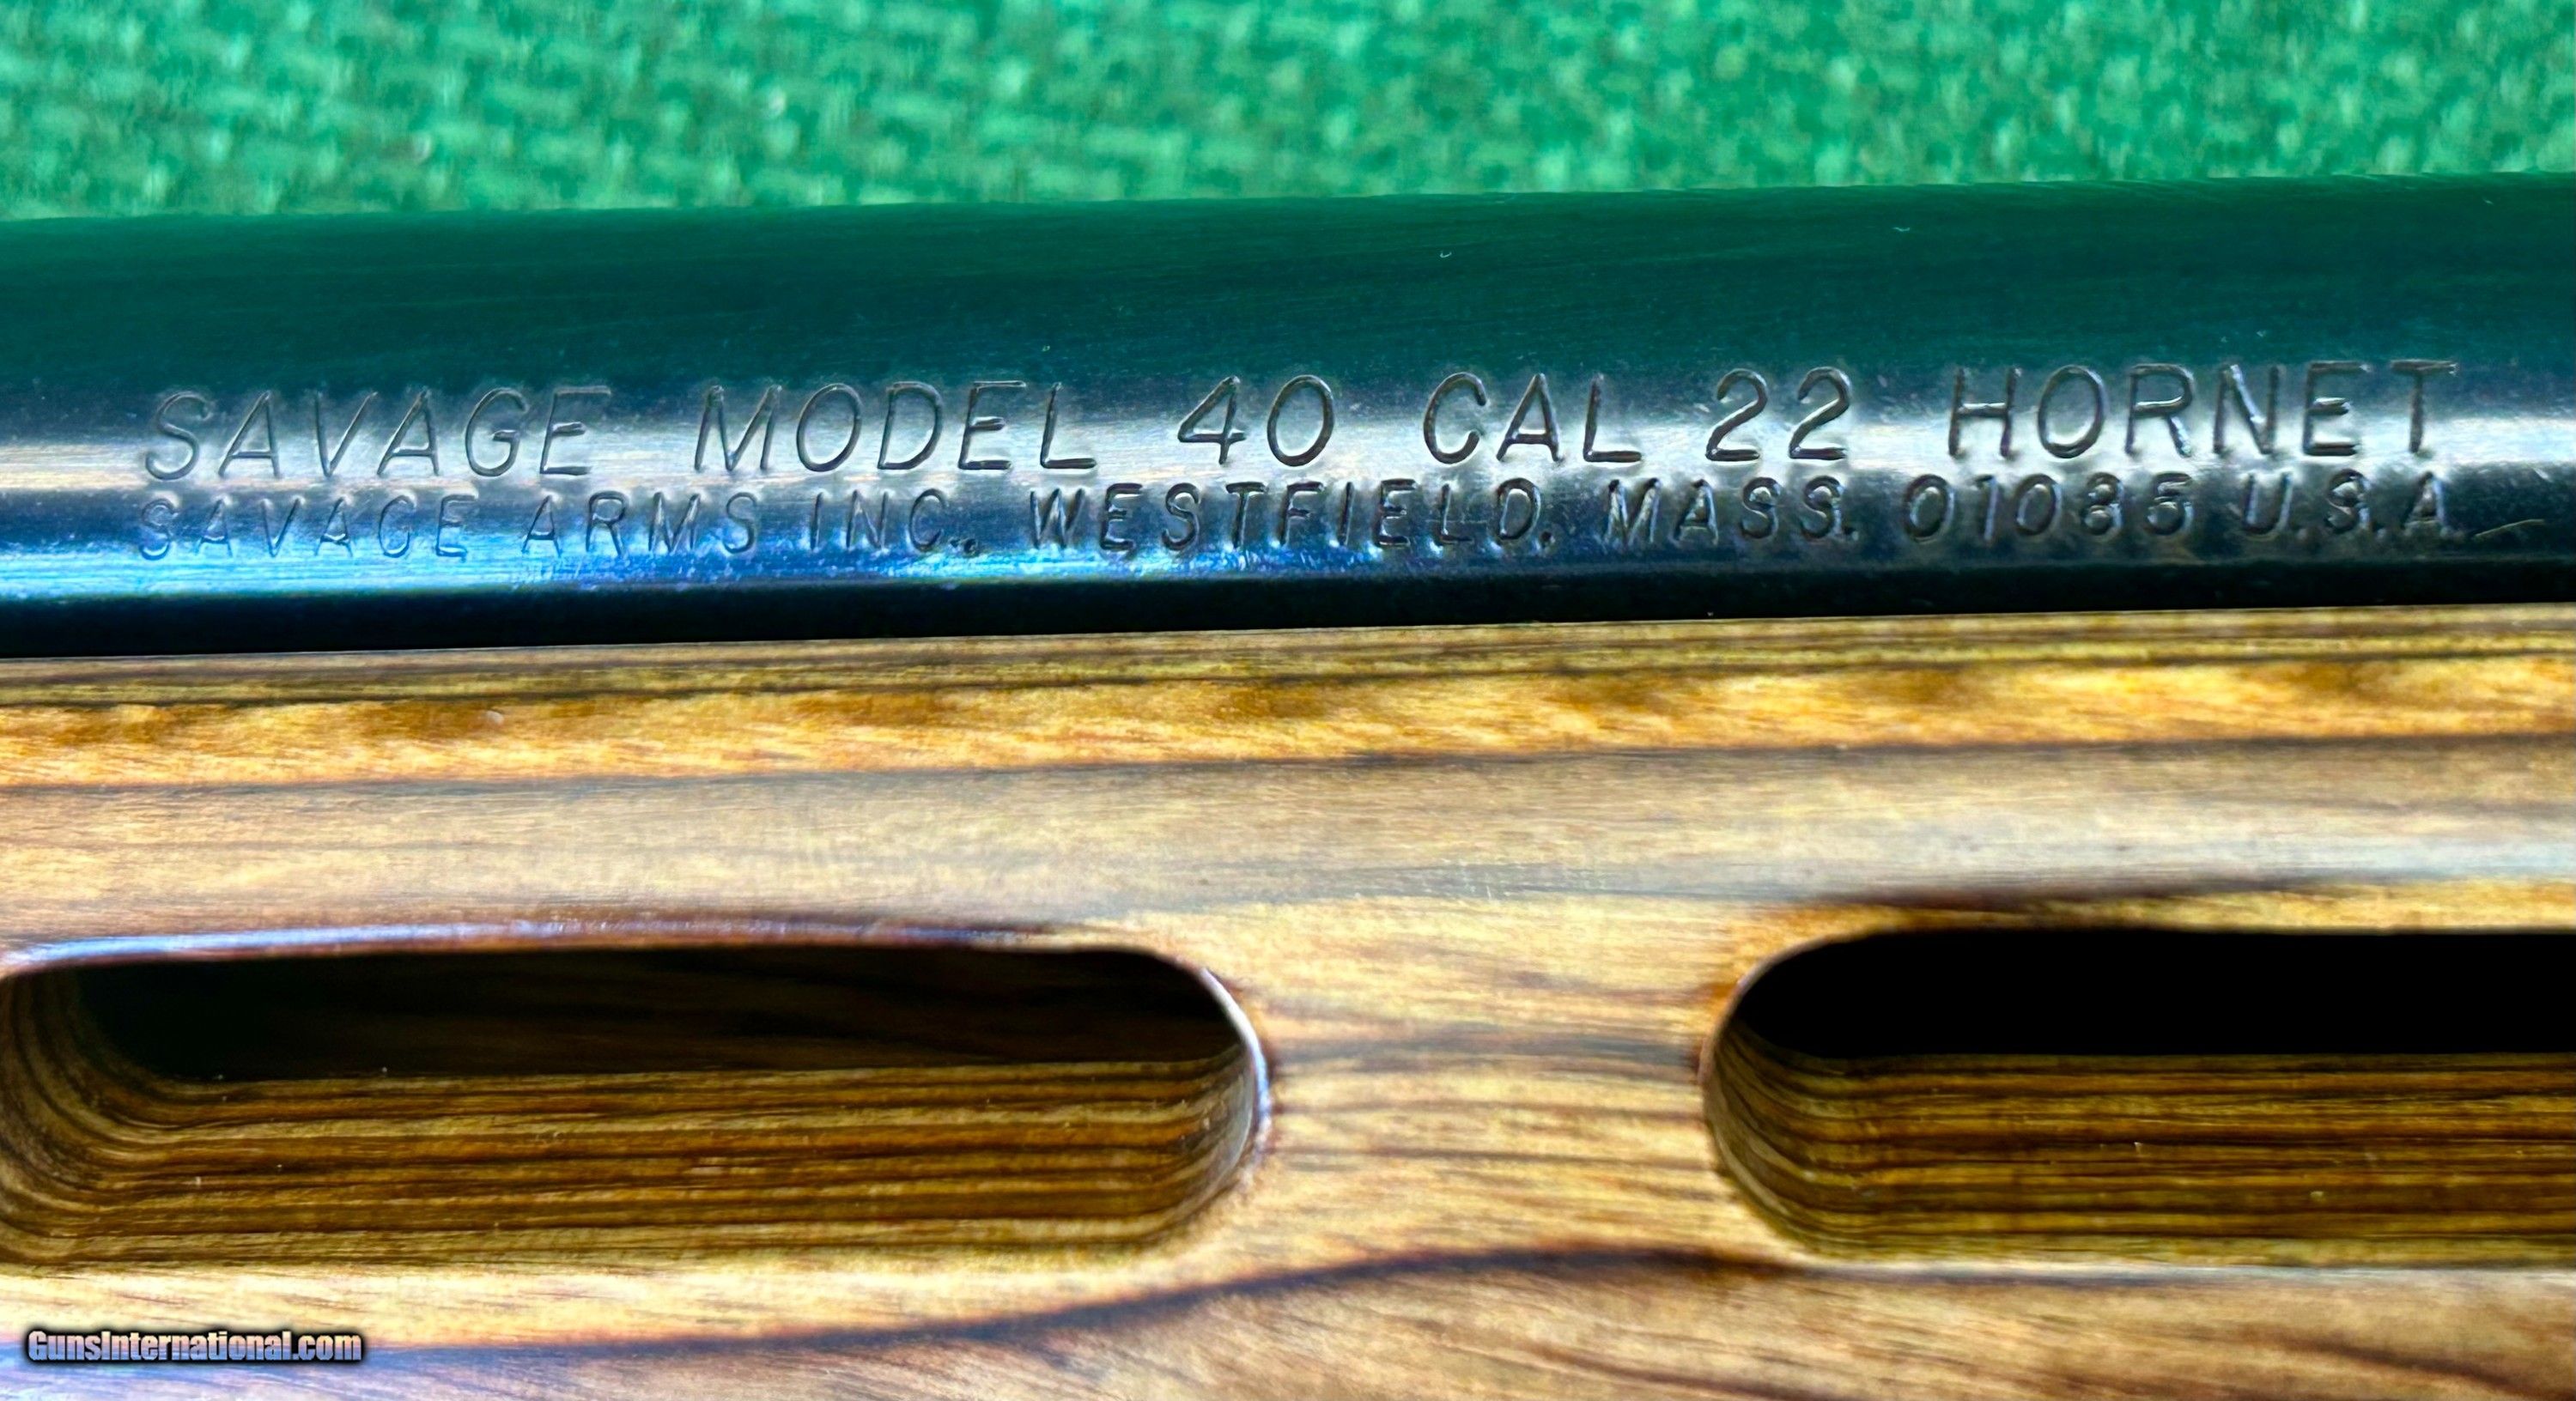 SAVAGE MODEL 40 CAL 22 HORNET
SAVAGE ARMS INC., WESTFIELD. MASS. 01085 U.S.A.
GunsInternational.com